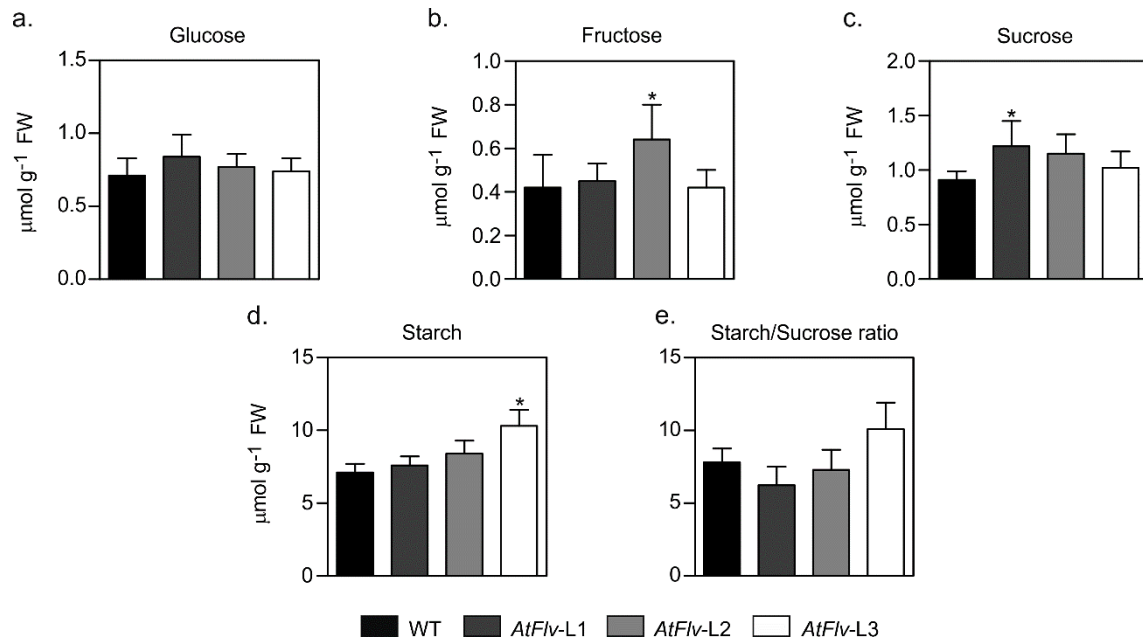 a.
Glucose
μmol g⁻¹ FW
1.5
1.0
0.5
0.0
b.
Fructose
μmol g⁻¹ FW
1.0
0.8
0.6
0.4
0.2
0.0
*
c.
Sucrose
μmol g⁻¹ FW
2.0
1.5
1.0
0.5
0.0
*
d.
Starch
μmol g⁻¹ FW
15
10
5
0
*
e.
Starch/Sucrose ratio
15
10
5
0
WT AtFlv-L1 AtFlv-L2 AtFlv-L3